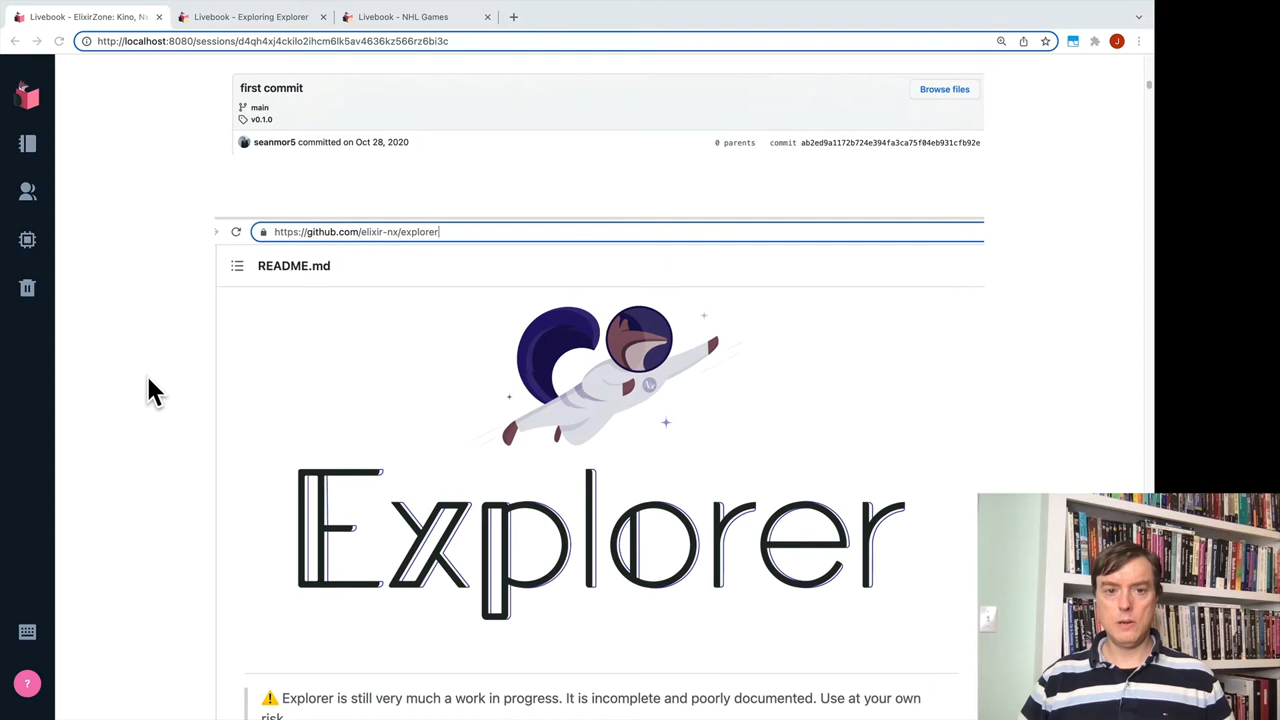 Livebook - ElixirZone: Kino, Nx
Livebook - Exploring Explorer
Livebook - NHL Games
http://localhost:8080/sessions/d4qh4xj4ckilo2ihcm6lk5av4636kz566rz6bi3c
J
first commit
Browse files
main
v0.1.0
seanmor5 committed on Oct 28, 2020
0 parents commit ab2ed9a1172b724e394fa3ca75f04eb931cfb92e
https://github.com/elixir-nx/explorer
README.md
Explorer
Explorer is still very much a work in progress. It is incomplete and poorly documented. Use at your own
risk.
?